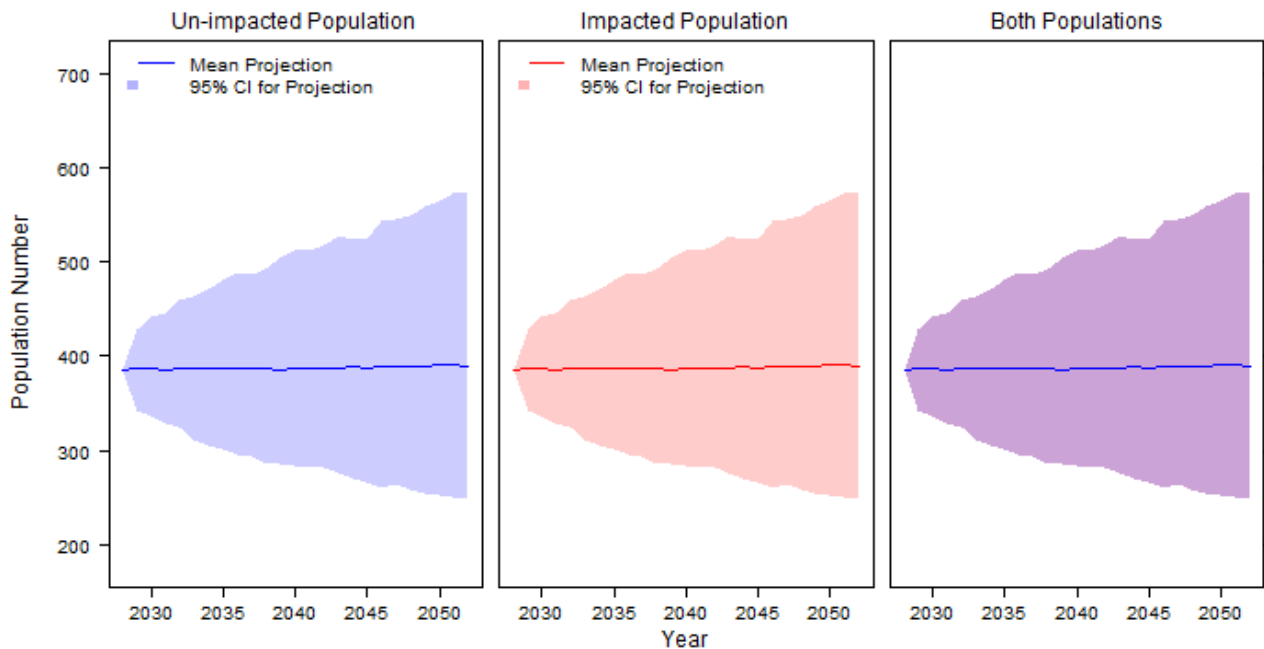 Un-impacted Population
Impacted Population
Both Populations
Mean Projection
95% CI for Projection
Mean Projection
95% CI for Projection
Population Number
700
600
500
400
300
200
2030 2035 2040 2045 2050
2030 2035 2040 2045 2050
2030 2035 2040 2045 2050
Year